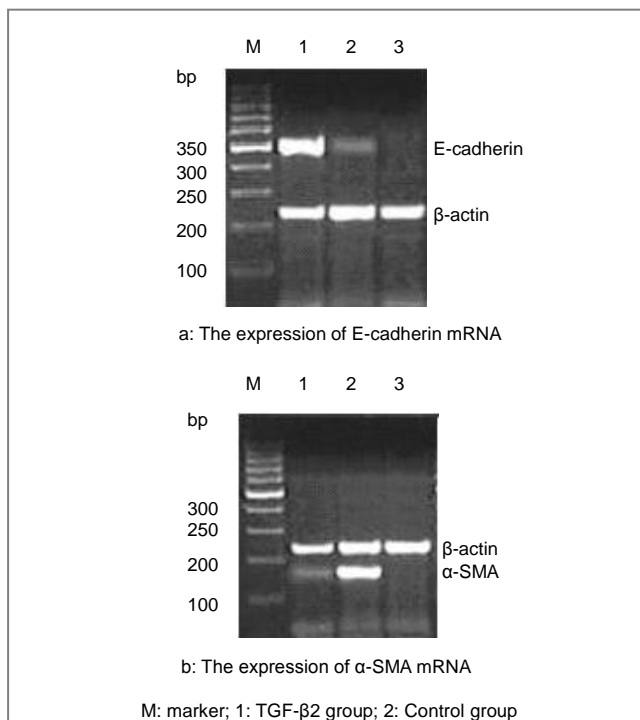 M 1 2 3
bp
350
300
250
200
100
E-cadherin
β-actin
a: The expression of E-cadherin mRNA
M 1 2 3
bp
300
250
200
100
β-actin
α-SMA
b: The expression of α-SMA mRNA
M: marker; 1: TGF-β2 group; 2: Control group